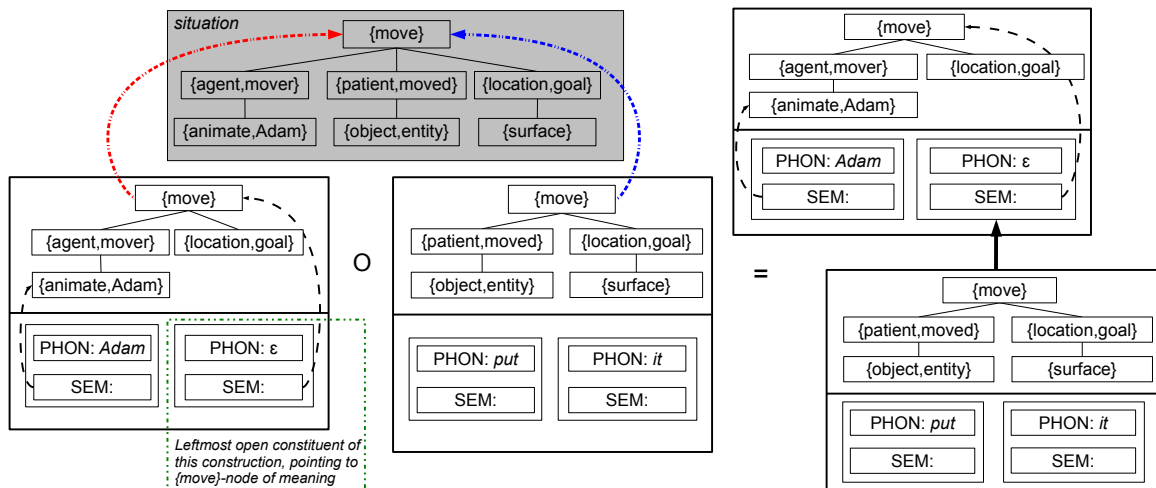 situation
{move}
{agent,mover} {patient,moved} {location,goal}
{animate,Adam} {object,entity} {surface}
{move}
{agent,mover} {location,goal}
{animate,Adam}
PHON: Adam PHON: ε
SEM: SEM:
Leftmost open constituent of
this construction, pointing to
{move}-node of meaning
O
{move}
{patient,moved} {location,goal}
{object,entity} {surface}
PHON: put PHON: it
SEM: SEM:
=
{move}
{agent,mover} {location,goal}
{animate,Adam}
PHON: Adam PHON: ε
SEM: SEM:
{move}
{patient,moved} {location,goal}
{object,entity} {surface}
PHON: put PHON: it
SEM: SEM: